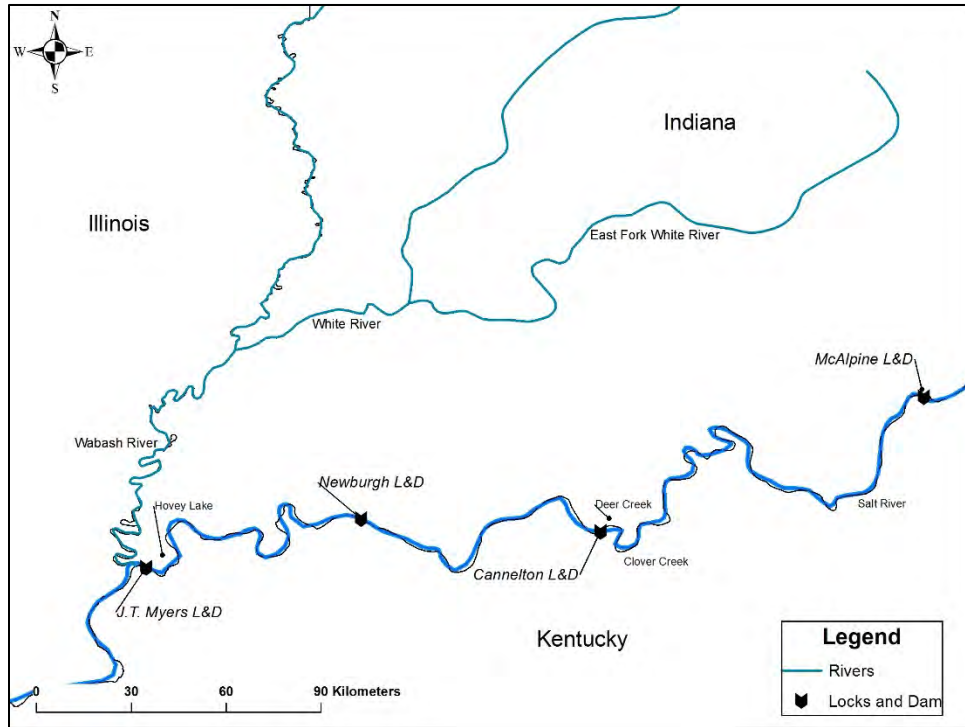 N
W E
S
Indiana
Illinois
East Fork White River
White River
McAlpine L&D
Wabash River
Newburgh L&D
Hovey Lake
Deer Creek
Salt River
Clover Creek
Cannelton L&D
J.T. Myers L&D
Kentucky
Legend
Rivers
Locks and Dam
0 30 60 90 Kilometers